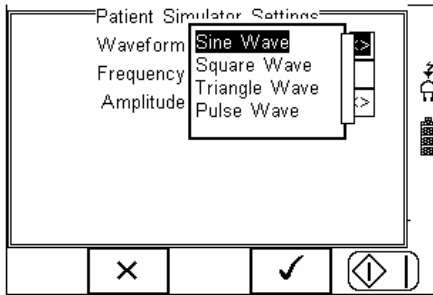 Patient Simulator Settings
Waveform Sine Wave <>
Frequency Square Wave
Triangle Wave
Amplitude Pulse Wave <>